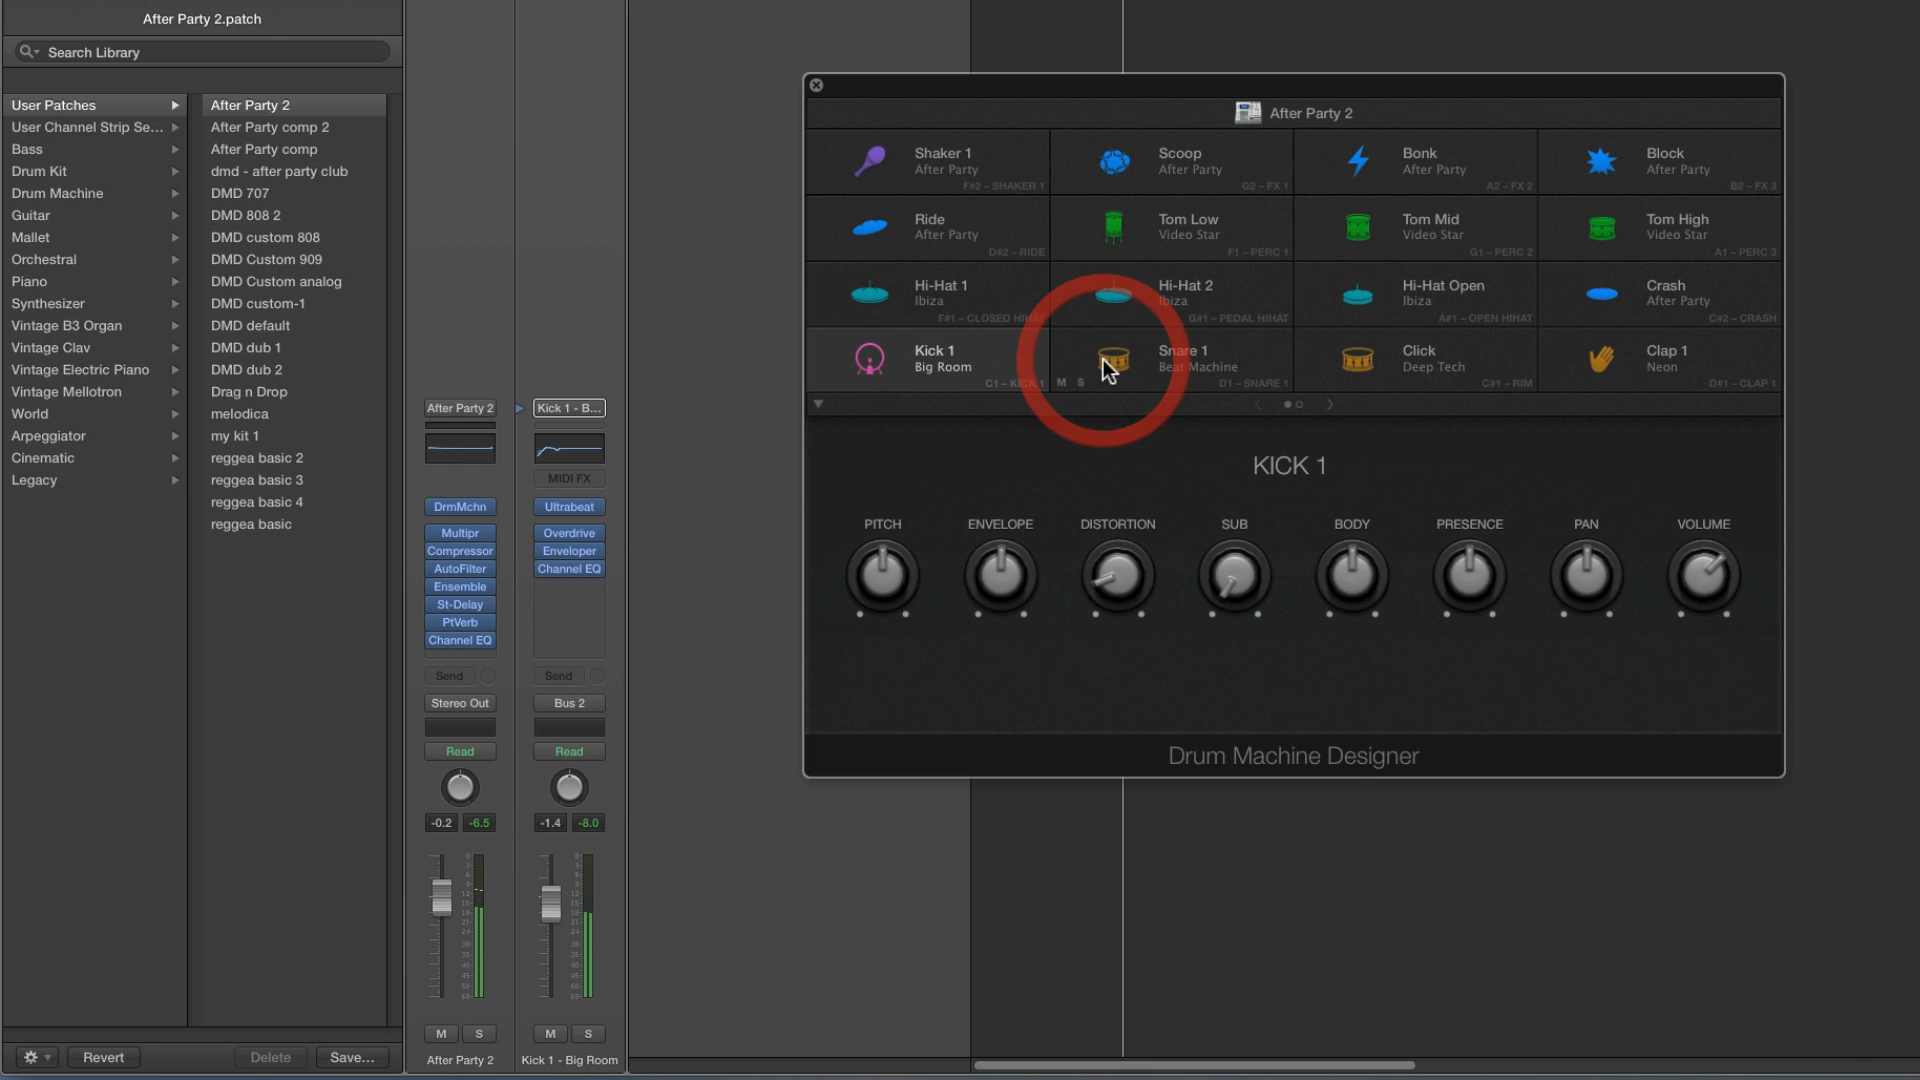 After Party 2.patch
Search Library
User Patches
User Channel Strip Se...
Bass
Drum Kit
Drum Machine
Guitar
Mallet
Orchestral
Piano
Synthesizer
Vintage B3 Organ
Vintage Clav
Vintage Electric Piano
Vintage Mellotron
World
Arpeggiator
Cinematic
Legacy
After Party 2
After Party comp 2
After Party comp
dmd - after party club
DMD 707
DMD 808 2
DMD custom 808
DMD Custom 909
DMD Custom analog
DMD custom-1
DMD default
DMD dub 1
DMD dub 2
Drag n Drop
melodica
my kit 1
reggea basic 2
reggea basic 3
reggea basic 4
reggea basic
Revert
Delete
Save...
After Party 2
DrmMchn
Multipr
Compressor
AutoFilter
Ensemble
St-Delay
PtVerb
Channel EQ
Send
Stereo Out
Read
-0.2 -6.5
M S
After Party 2
Kick 1 - B...
MIDI FX
Ultrabeat
Overdrive
Enveloper
Channel EQ
Send
Bus 2
Read
-1.4 -8.0
M S
Kick 1 - Big Room
After Party 2
Shaker 1
After Party
F#2 – SHAKER 1
Scoop
After Party
G2 – FX 1
Bonk
After Party
A2 – FX 2
Block
After Party
B2 – FX 3
Ride
After Party
D#2 – RIDE
Tom Low
Video Star
F1 – PERC 1
Tom Mid
Video Star
G1 – PERC 2
Tom High
Video Star
A1 – PERC 3
Hi-Hat 1
Ibiza
F#1 – CLOSED HIHAT
Hi-Hat 2
Ibiza
G#1 – PEDAL HIHAT
Hi-Hat Open
Ibiza
A#1 – OPEN HIHAT
Crash
After Party
C#2 – CRASH
Kick 1
Big Room
C1 – KICK 1
Snare 1
Beat Machine
M S
D1 – SNARE 1
Click
Deep Tech
C#1 – RIM
Clap 1
Neon
D#1 – CLAP 1
KICK 1
PITCH
ENVELOPE
DISTORTION
SUB
BODY
PRESENCE
PAN
VOLUME
Drum Machine Designer